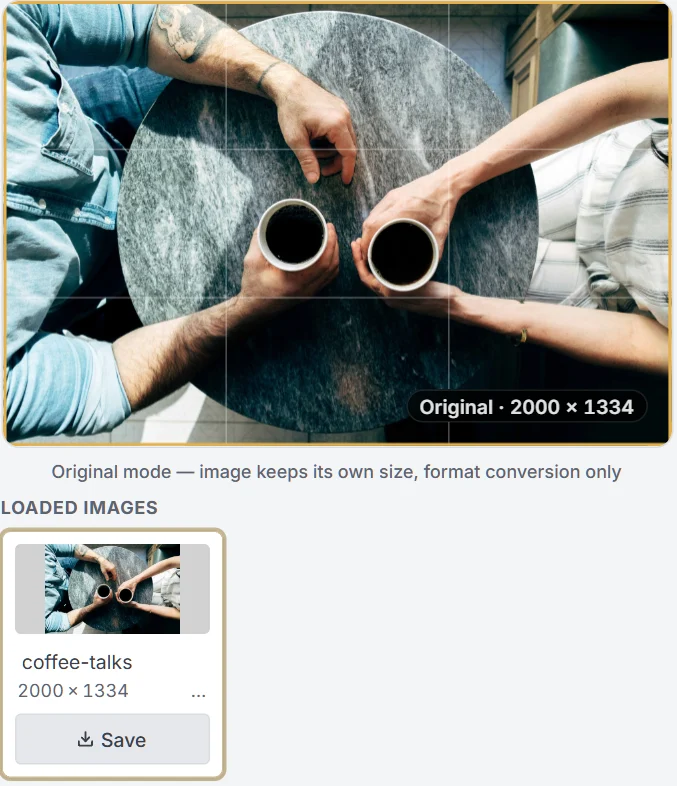 Original · 2000 × 1334
Original mode — image keeps its own size, format conversion only
LOADED IMAGES
coffee-talks
2000 × 1334 ...
Save